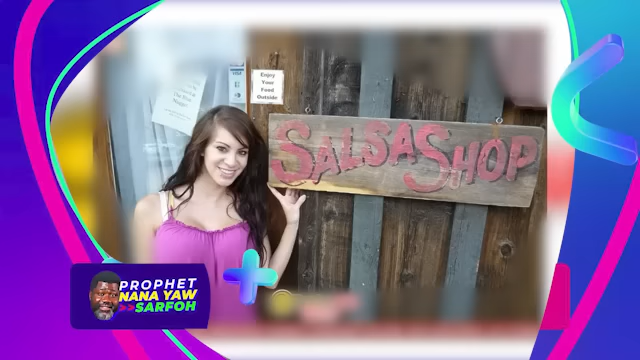 Enjoy
Your
Food
Outside
SALSA SHOP
PROPHET
NANA YAW
>>SARFOH